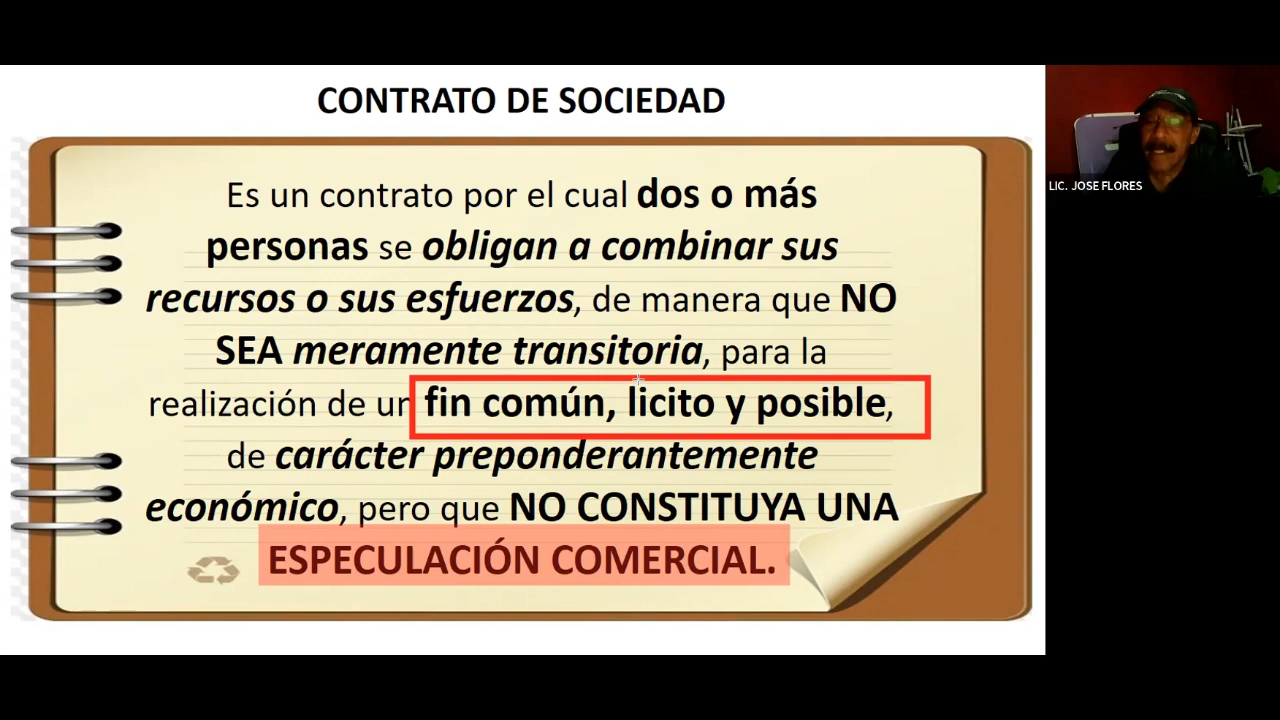 CONTRATO DE SOCIEDAD
Es un contrato por el cual dos o más
personas se obligan a combinar sus
recursos o sus esfuerzos, de manera que NO
SEA meramente transitoria, para la
realización de un fin común, licito y posible,
de carácter preponderantemente
económico, pero que NO CONSTITUYA UNA
ESPECULACIÓN COMERCIAL.
LIC. JOSE FLORES